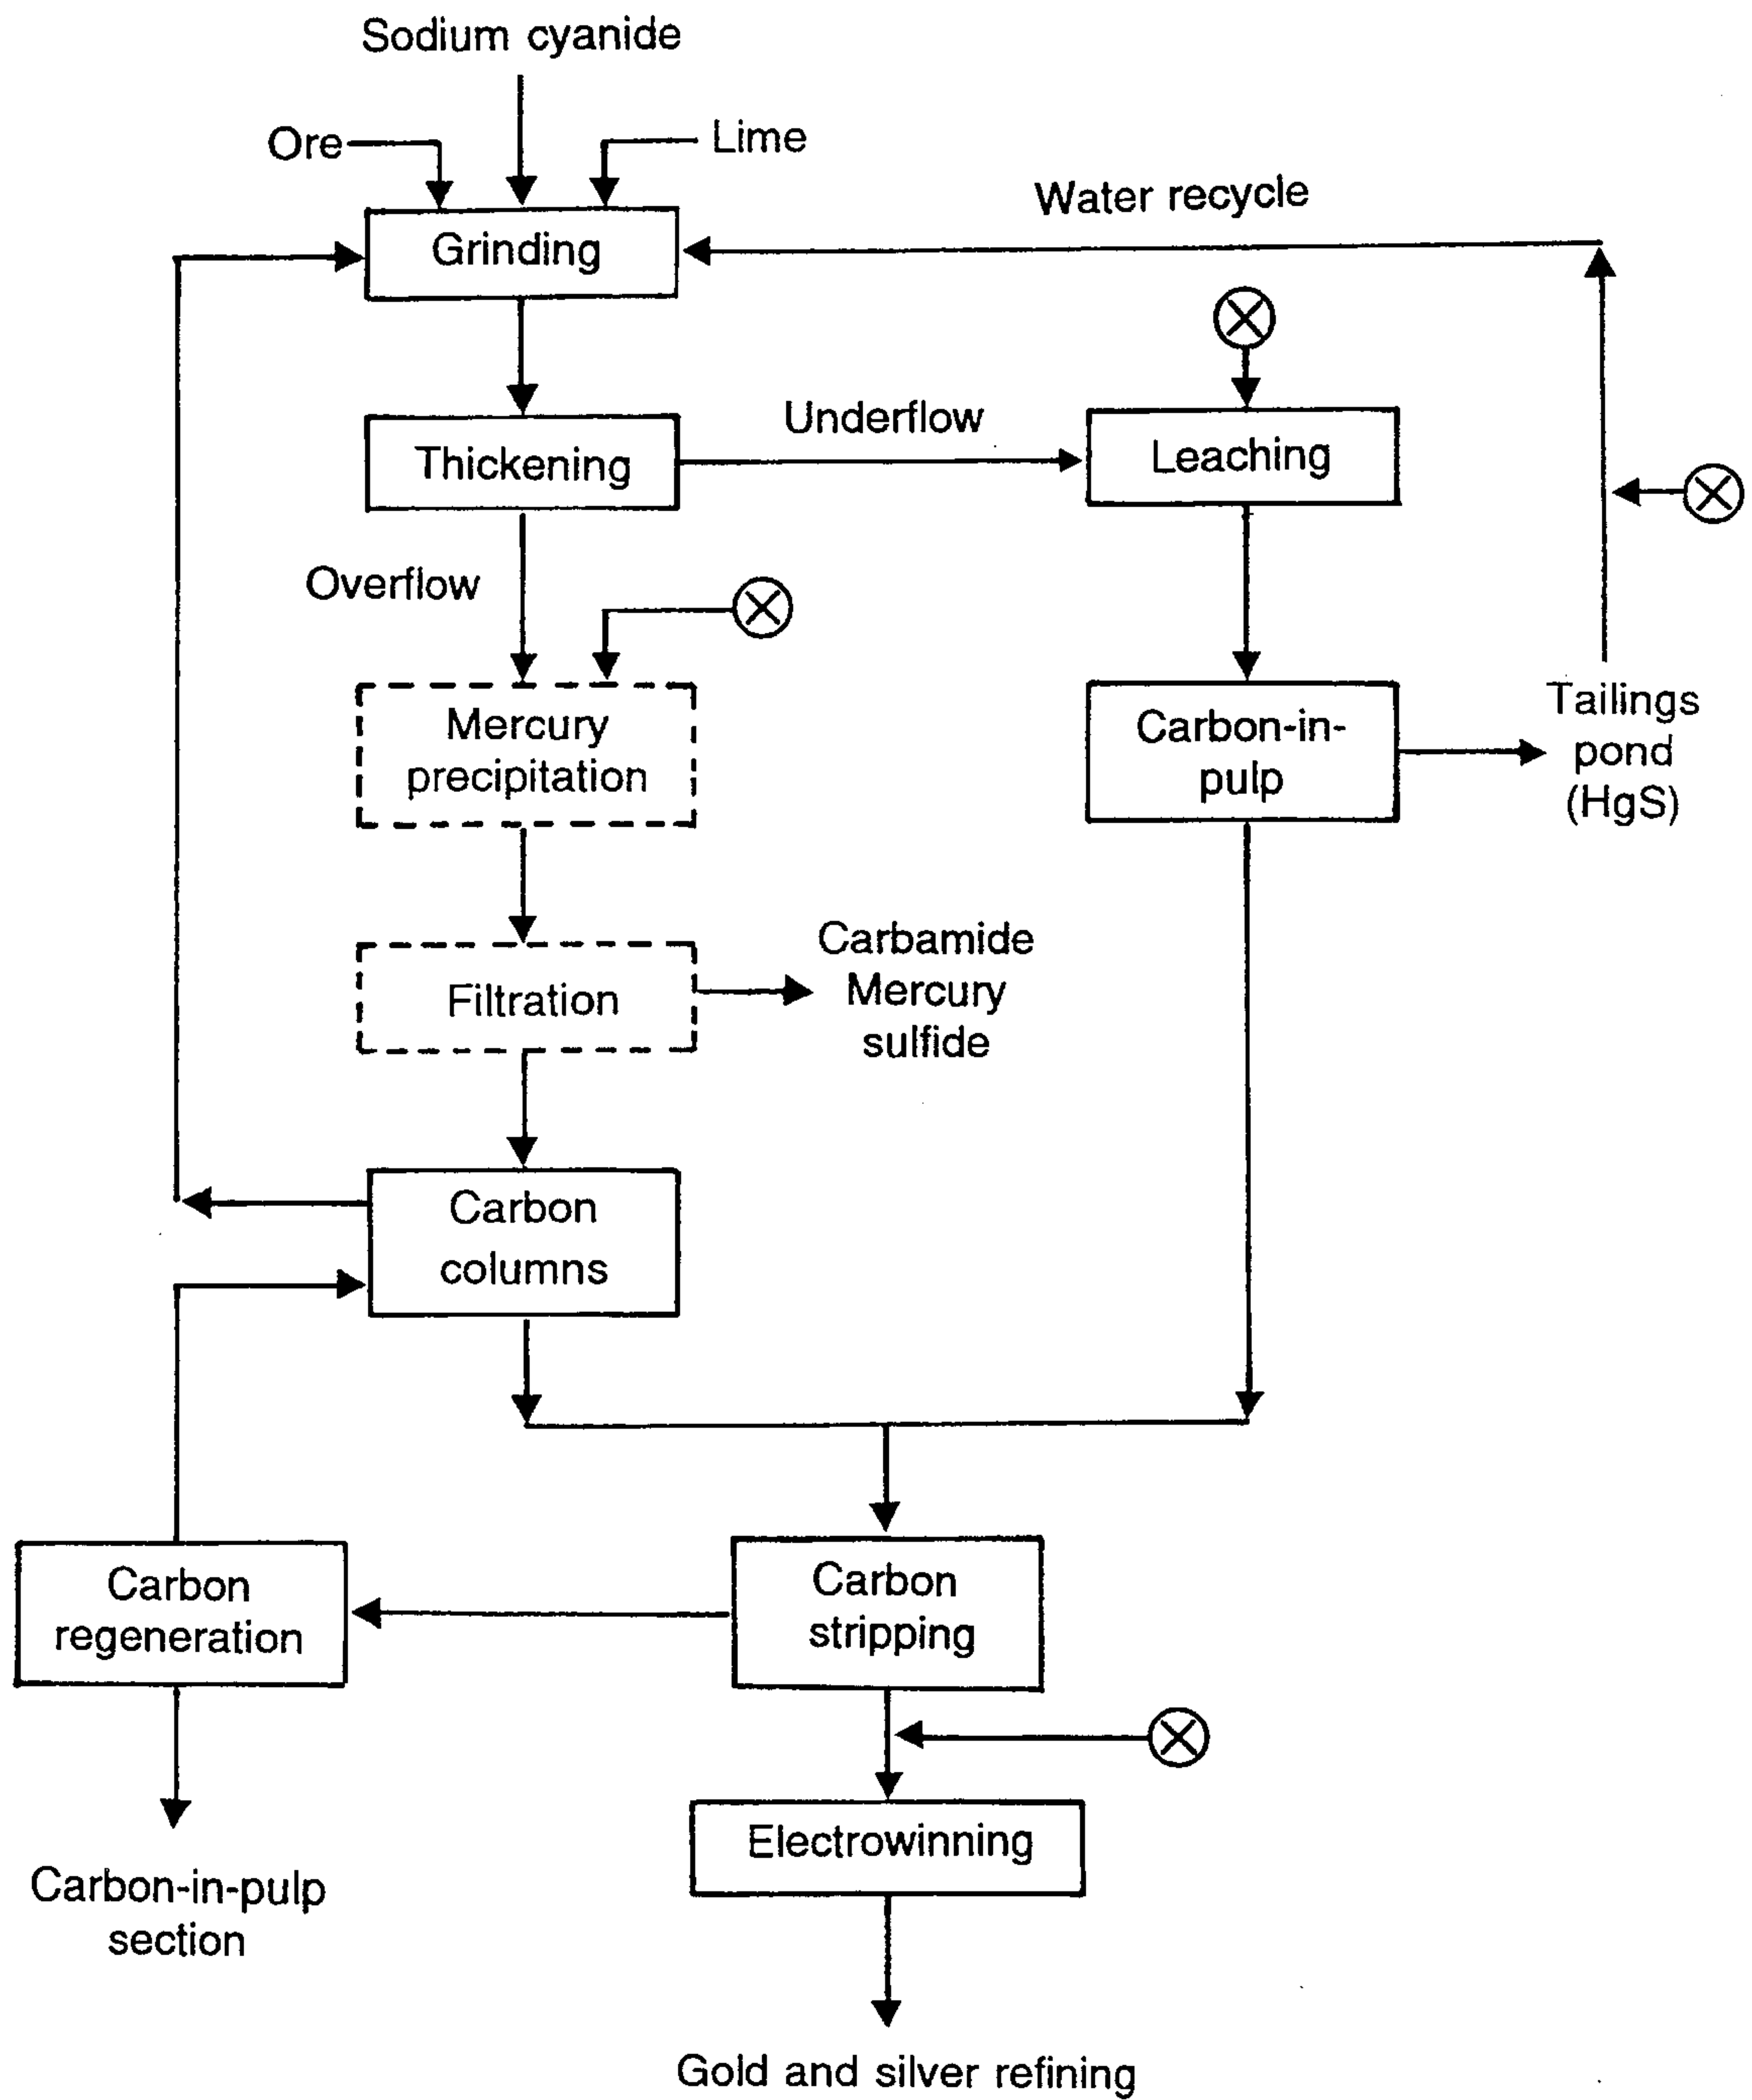 Sodium cyanide
Ore
Lime
Water recycle
Grinding
Underflow
Thickening
Leaching
Overflow
Mercury
precipitation
Carbon-in-
pulp
Tailings
pond
(HgS)
Filtration
Carbamide
Mercury
sulfide
Carbon
columns
Carbon
regeneration
Carbon
stripping
Electrowinning
Carbon-in-pulp
section
Gold and silver refining